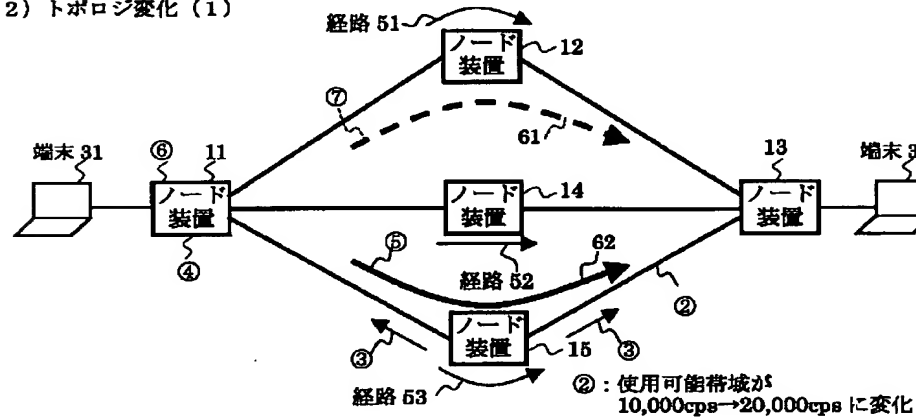 2) トポロジ変化 (1)
経路 51
ノード
装置
12
⑦
61
端末 31
⑥
11
ノード
装置
④
ノード
装置
14
13
ノード
装置
⑤
経路 52
62
②
③
ノード
装置
15
③
経路 53
②:使用可能帯域が
10,000cps→20,000cps に変化